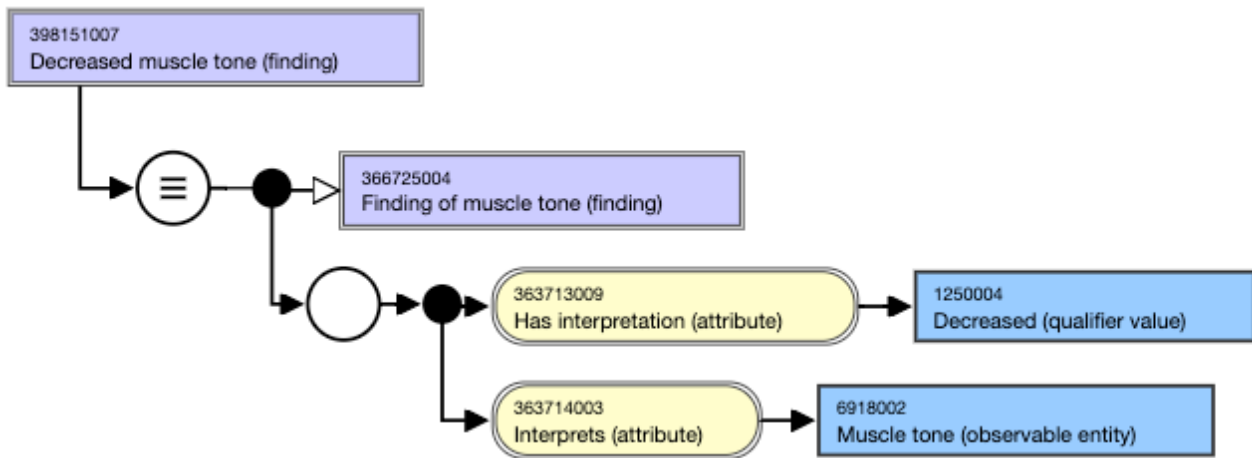 398151007
Decreased muscle tone (finding)
366725004
Finding of muscle tone (finding)
363713009
Has interpretation (attribute)
1250004
Decreased (qualifier value)
363714003
Interprets (attribute)
6918002
Muscle tone (observable entity)